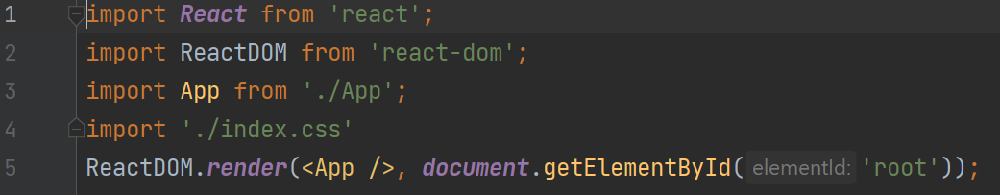 1 import React from 'react';
2 import ReactDOM from 'react-dom';
3 import App from './App';
4 import './index.css'
5 ReactDOM.render(<App />, document.getElementById( elementId: 'root'));